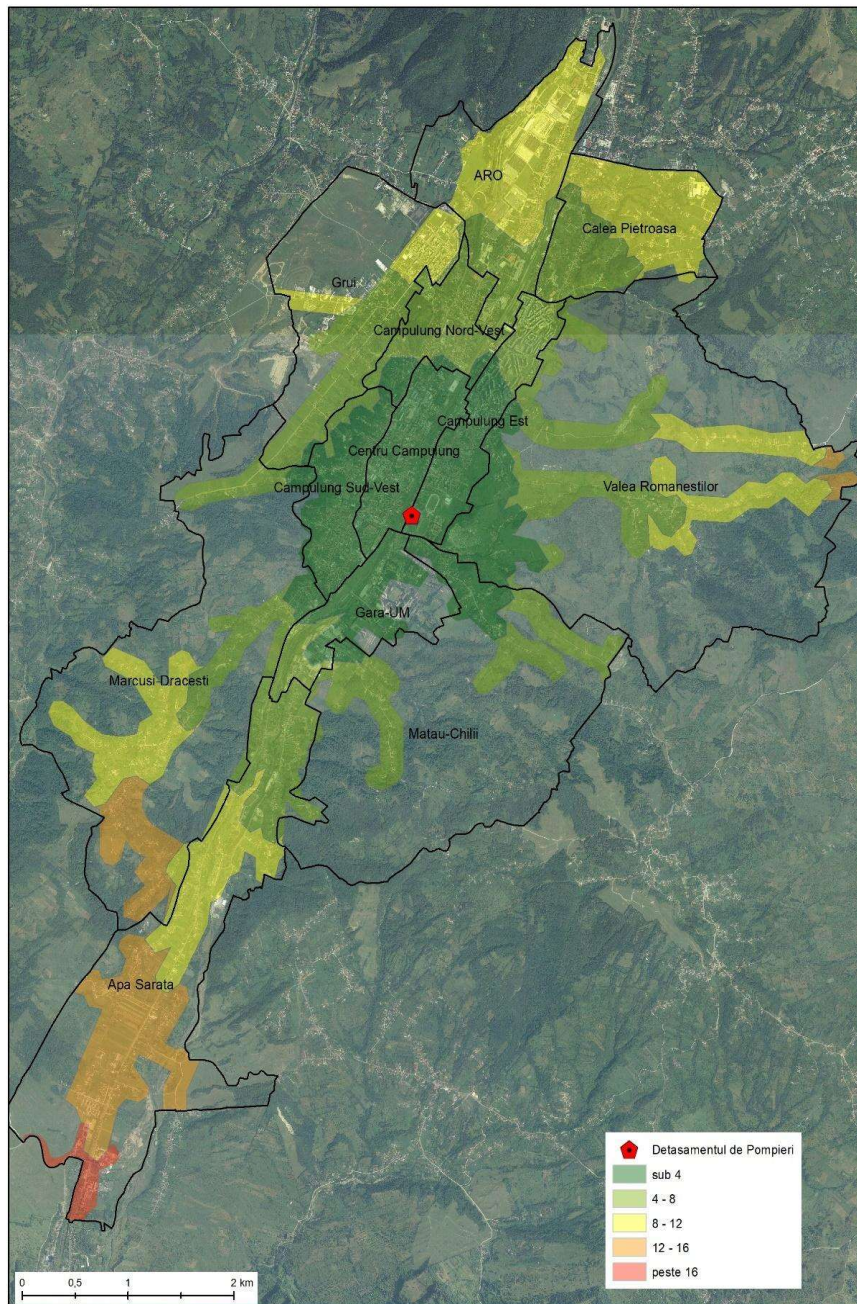 ARO
Calea Pietroasa
Grui
Campulung Nord-Vest
Campulung Est
Centru Campulung
Campulung Sud-Vest
Valea Romanestilor
Gara-UM
Marcusi Dracesti
Matau-Chilii
Apa Sarata
Detasamentul de Pompieri
sub 4
4 - 8
8 - 12
12 - 16
peste 16
0 0,5 1 2 km